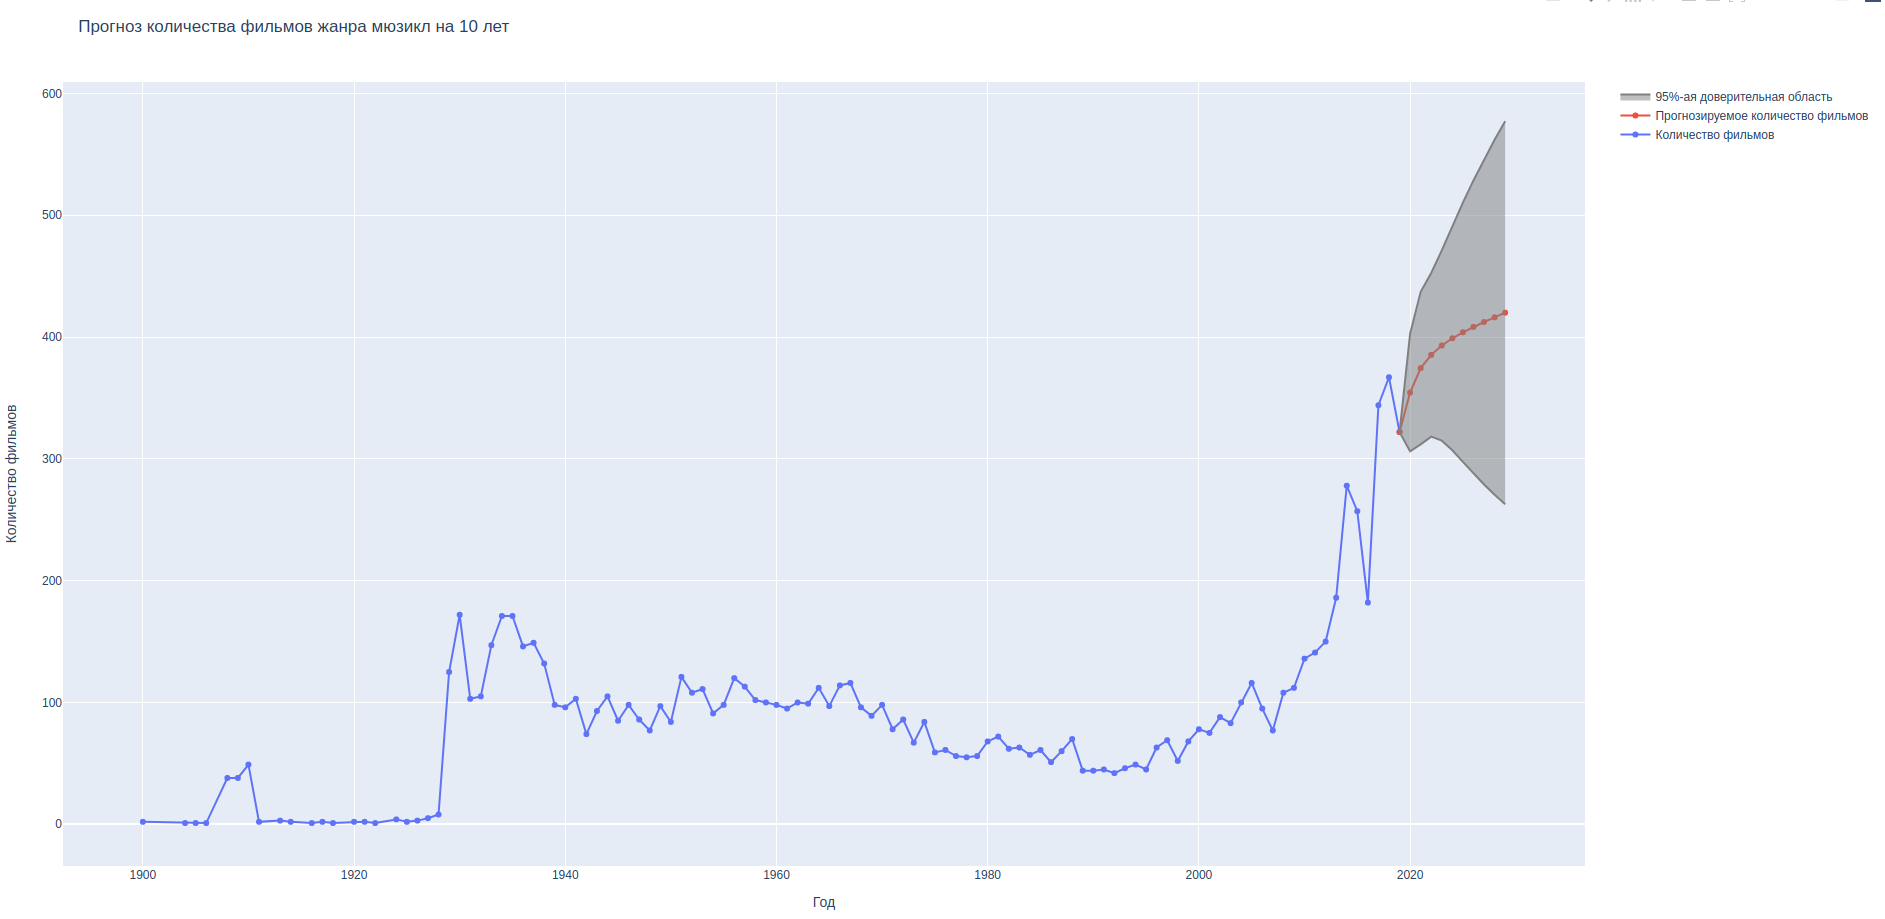 Прогноз количества фильмов жанра мюзикл на 10 лет
95%-ая доверительная область
Прогнозируемое количество фильмов
Количество фильмов
Количество фильмов
600
500
400
300
200
100
0
1900 1920 1940 1960 1980 2000 2020
Год